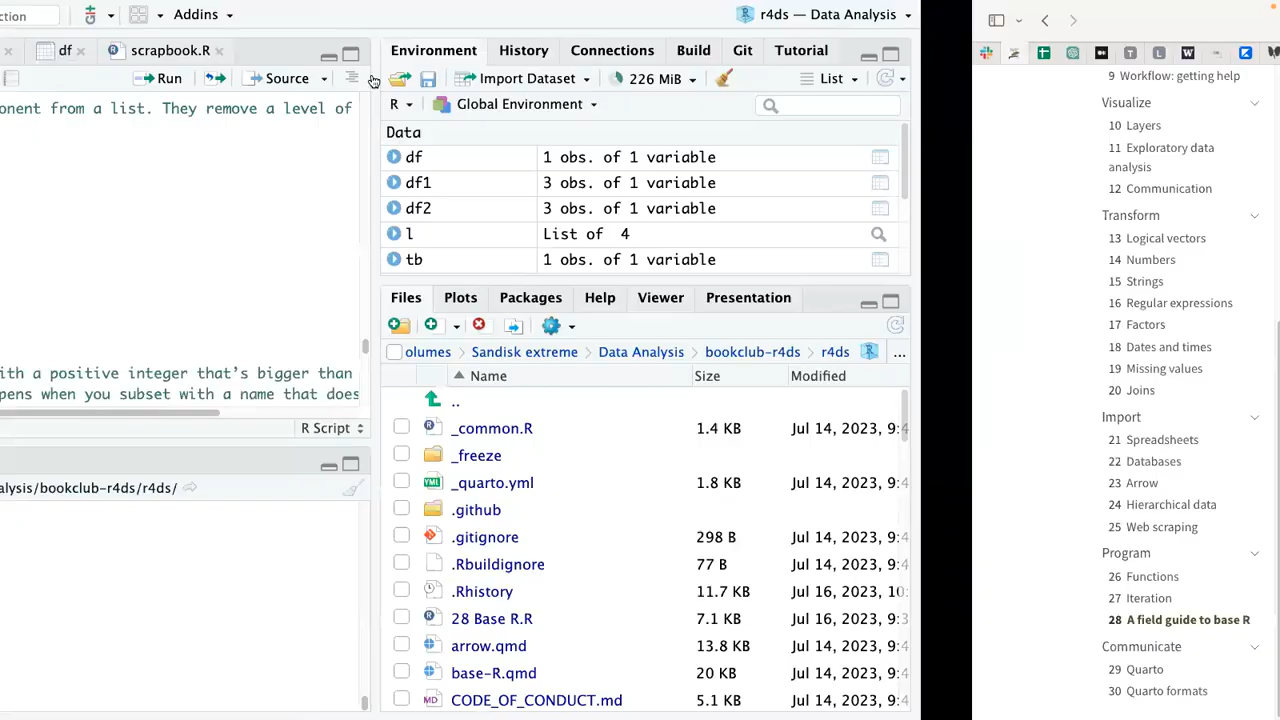 ction
Addins
r4ds — Data Analysis
df
scrapbook.R
Run
Source
onent from a list. They remove a level of
ith a positive integer that's bigger than
pens when you subset with a name that does
R Script
alysis/bookclub-r4ds/r4ds/
Environment History Connections Build Git Tutorial
Import Dataset 226 MiB List
R Global Environment
Data
df 1 obs. of 1 variable
df1 3 obs. of 1 variable
df2 3 obs. of 1 variable
l List of 4
tb 1 obs. of 1 variable
Files Plots Packages Help Viewer Presentation
olumes Sandisk extreme Data Analysis bookclub-r4ds r4ds ...
Name Size Modified
..
_common.R 1.4 KB Jul 14, 2023, 9:4
_freeze
_quarto.yml 1.8 KB Jul 14, 2023, 9:4
.github
.gitignore 298 B Jul 14, 2023, 9:4
.Rbuildignore 77 B Jul 14, 2023, 9:4
.Rhistory 11.7 KB Jul 16, 2023, 10:
28 Base R.R 7.1 KB Jul 16, 2023, 9:3
arrow.qmd 13.8 KB Jul 14, 2023, 9:4
base-R.qmd 20 KB Jul 14, 2023, 9:4
CODE_OF_CONDUCT.md 5.1 KB Jul 14, 2023, 9:4
9 Workflow: getting help
Visualize
10 Layers
11 Exploratory data
analysis
12 Communication
Transform
13 Logical vectors
14 Numbers
15 Strings
16 Regular expressions
17 Factors
18 Dates and times
19 Missing values
20 Joins
Import
21 Spreadsheets
22 Databases
23 Arrow
24 Hierarchical data
25 Web scraping
Program
26 Functions
27 Iteration
28 A field guide to base R
Communicate
29 Quarto
30 Quarto formats